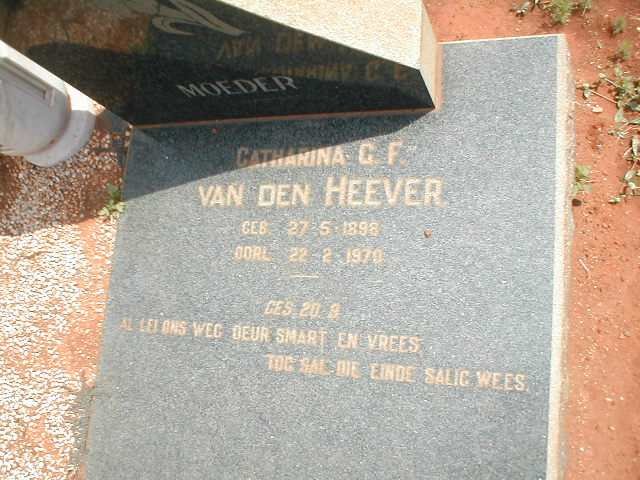 MOEDER
CATHARINA G. F.
VAN DEN HEEVER
GEB. 27·5·1898
OORL. 22·2·1970
GES. 20. 9
AL LEI ONS WEG DEUR SMART EN VREES,
TOG SAL DIE EINDE SALIG WEES.